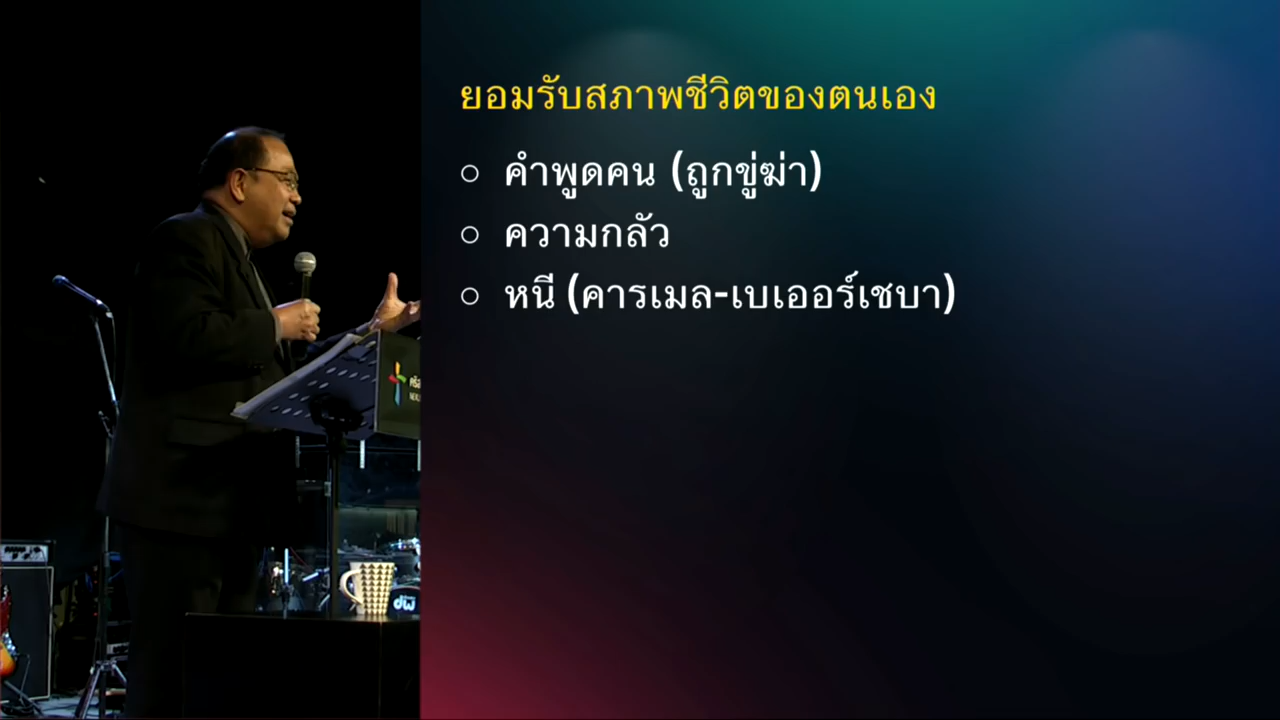 ยอมรับสภาพชีวิตของตนเอง
○ คำพูดคน (ถูกขู่ฆ่า)
○ ความกลัว
○ หนี (คารเมล-เบเออร์เชบา)
dw